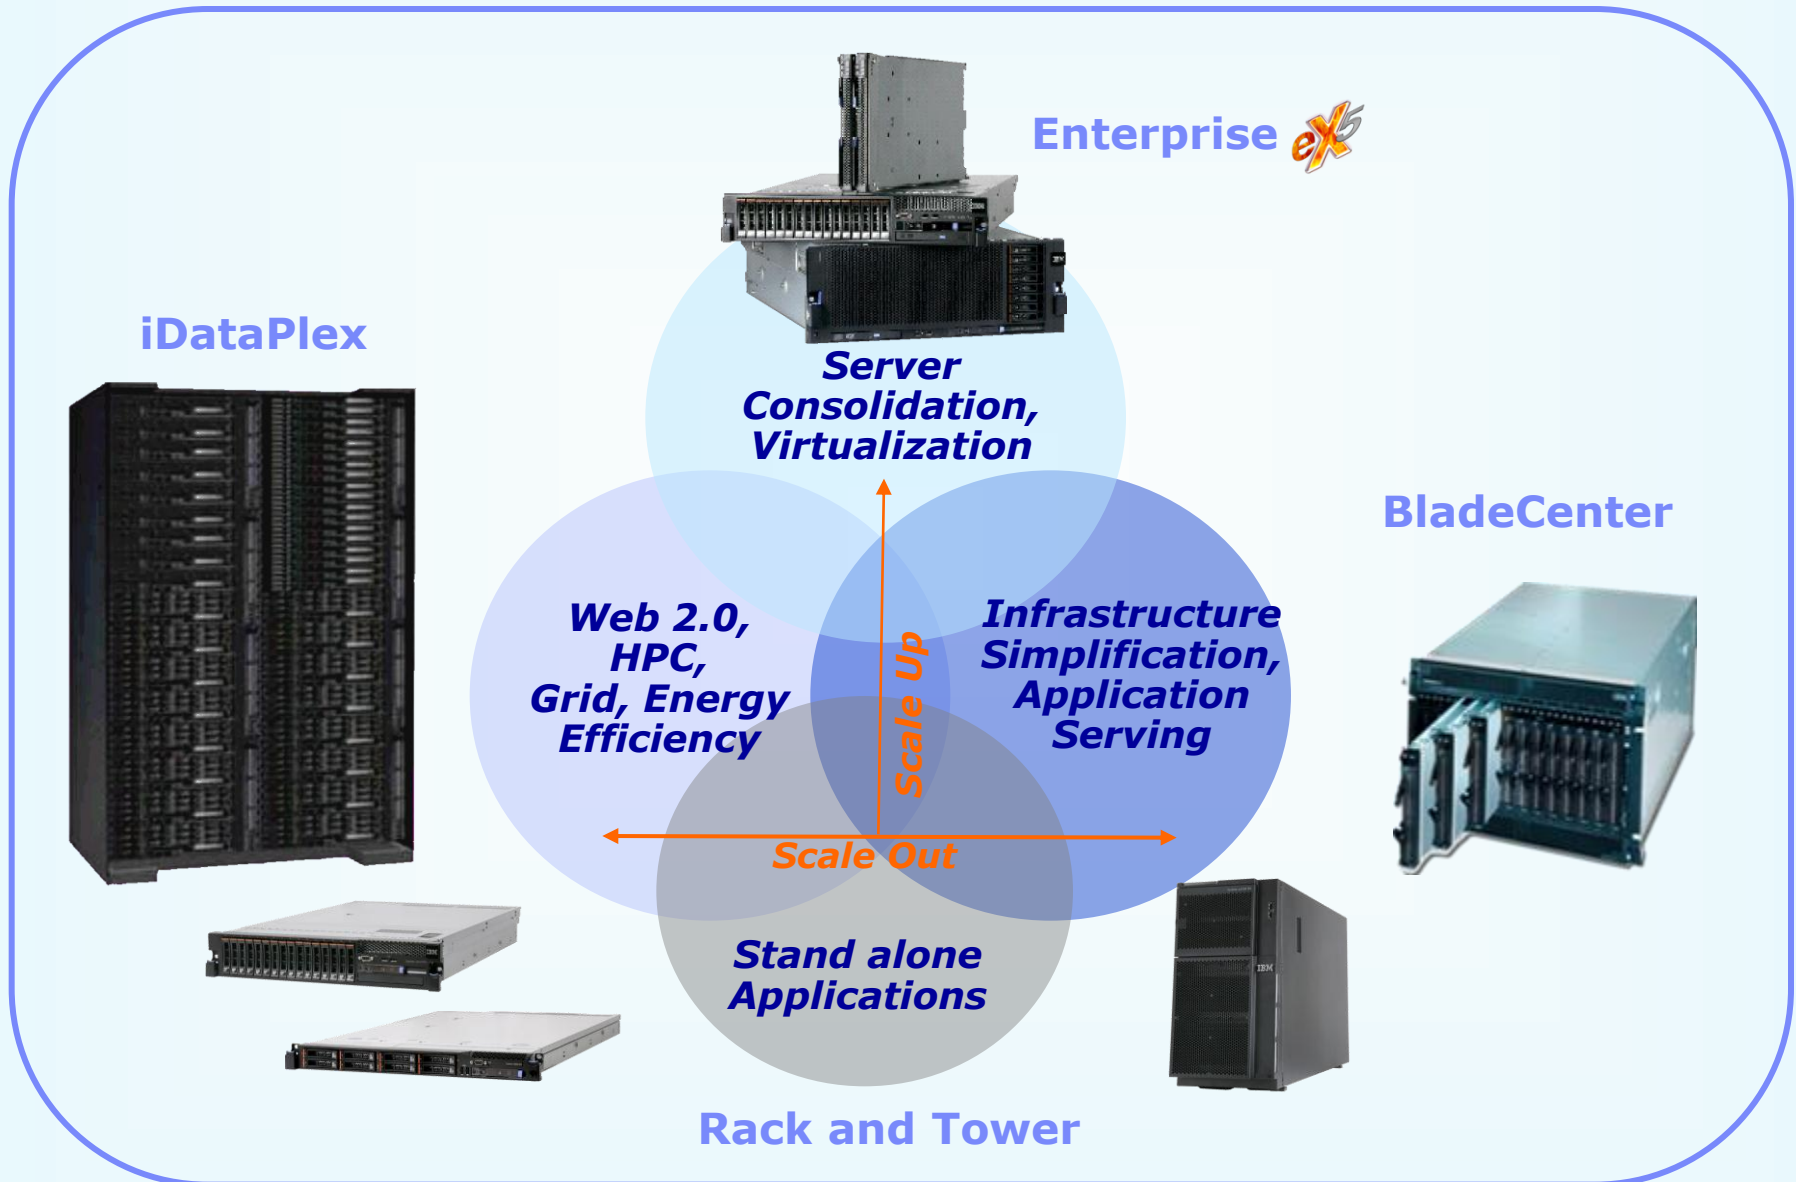 Enterprise eX5
iDataPlex
Server
Consolidation,
Virtualization
BladeCenter
Web 2.0,
HPC,
Grid, Energy
Efficiency
Infrastructure
Simplification,
Application
Serving
Scale Up
Scale Out
Stand alone
Applications
IBM
Rack and Tower